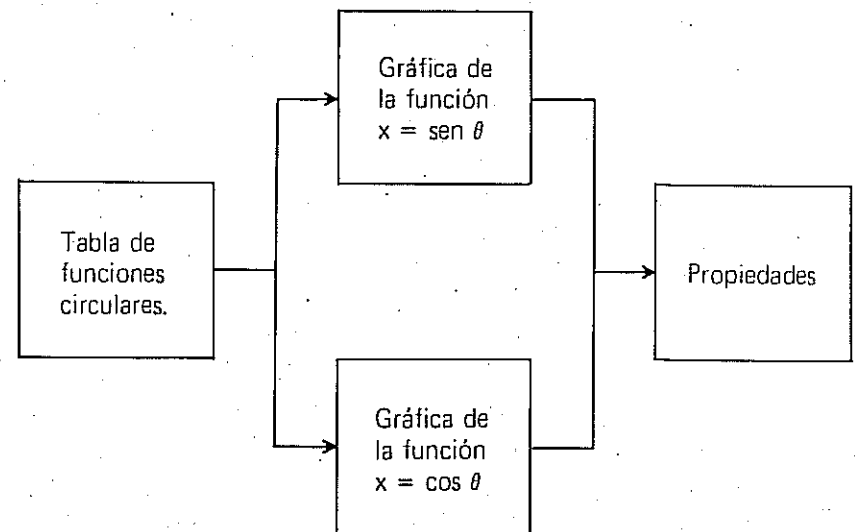 Gráfica de
la función
x = sen θ
Tabla de
funciones
circulares.
Propiedades
Gráfica de
la función
x = cos θ